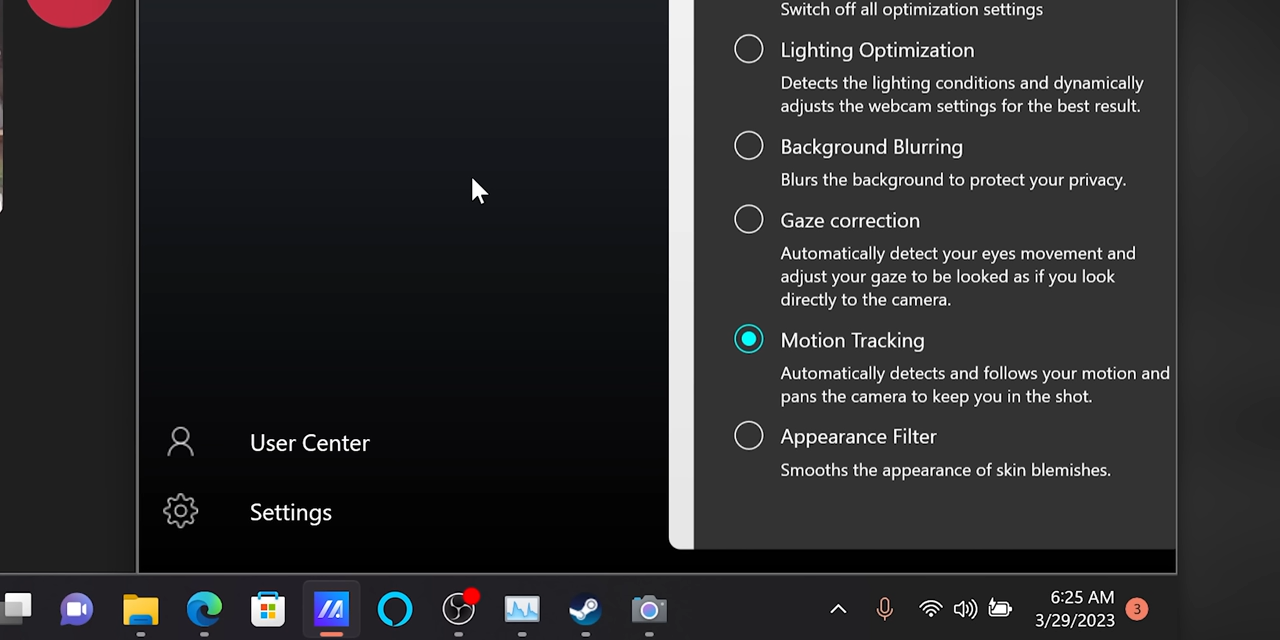 Switch off all optimization settings
Lighting Optimization
Detects the lighting conditions and dynamically
adjusts the webcam settings for the best result.
Background Blurring
Blurs the background to protect your privacy.
Gaze correction
Automatically detect your eyes movement and
adjust your gaze to be looked as if you look
directly to the camera.
Motion Tracking
Automatically detects and follows your motion and
pans the camera to keep you in the shot.
Appearance Filter
Smooths the appearance of skin blemishes.
User Center
Settings
6:25 AM
3/29/2023
3